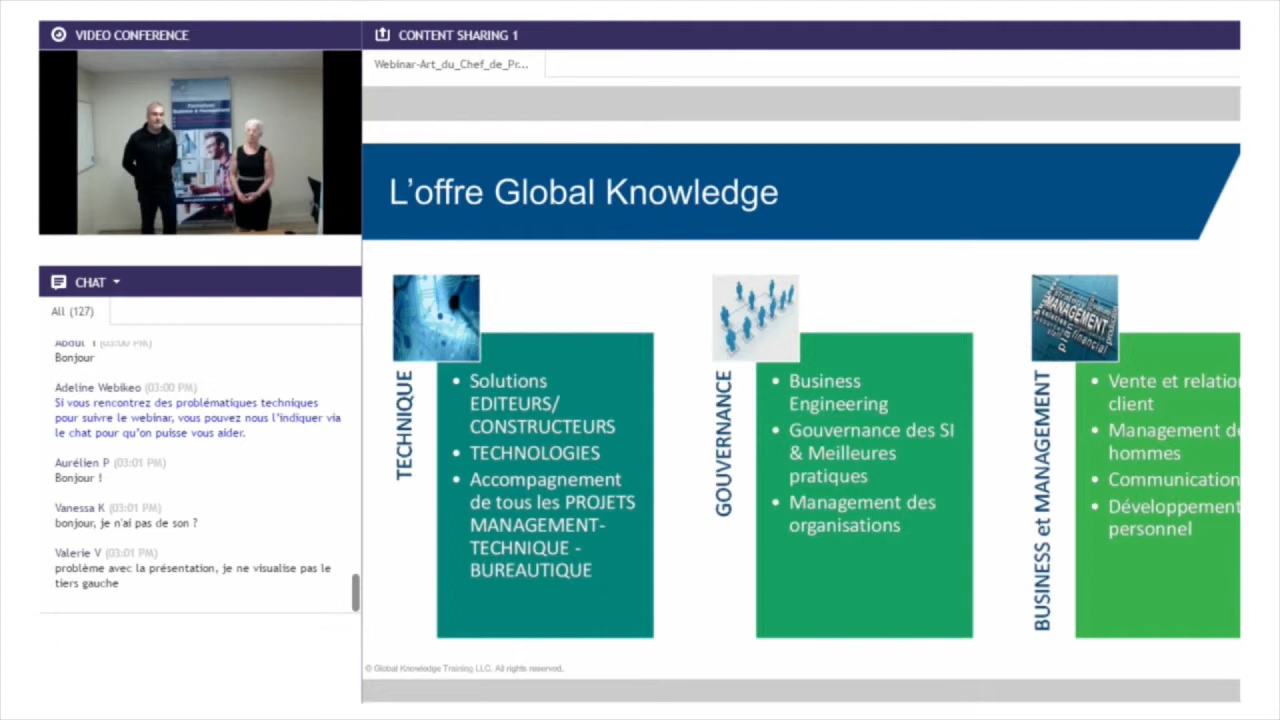 VIDEO CONFERENCE
CHAT
All (127)
About T (03:00 PM)
Bonjour
Adeline Webikeo (03:00 PM)
Si vous rencontrez des problématiques techniques
pour suivre le webinar, vous pouvez nous l'indiquer via
le chat pour qu'on puisse vous aider.
Aurélien P (03:01 PM)
Bonjour !
Vanessa K (03:01 PM)
bonjour, je n'ai pas de son ?
Valerie V (03:01 PM)
problème avec la présentation, je ne visualise pas le
tiers gauche
CONTENT SHARING 1
Webinar-Art_du_Chef_de_Pr...
L'offre Global Knowledge
TECHNIQUE
• Solutions
EDITEURS/
CONSTRUCTEURS
• TECHNOLOGIES
• Accompagnement
de tous les PROJETS
MANAGEMENT-
TECHNIQUE -
BUREAUTIQUE
GOUVERNANCE
• Business
Engineering
• Gouvernance des SI
& Meilleures
pratiques
• Management des
organisations
MANAGEMENT
financial
BUSINESS et MANAGEMENT
• Vente et relatio
client
• Management de
hommes
• Communication
• Développement
personnel
© Global Knowledge Training LLC. All rights reserved.